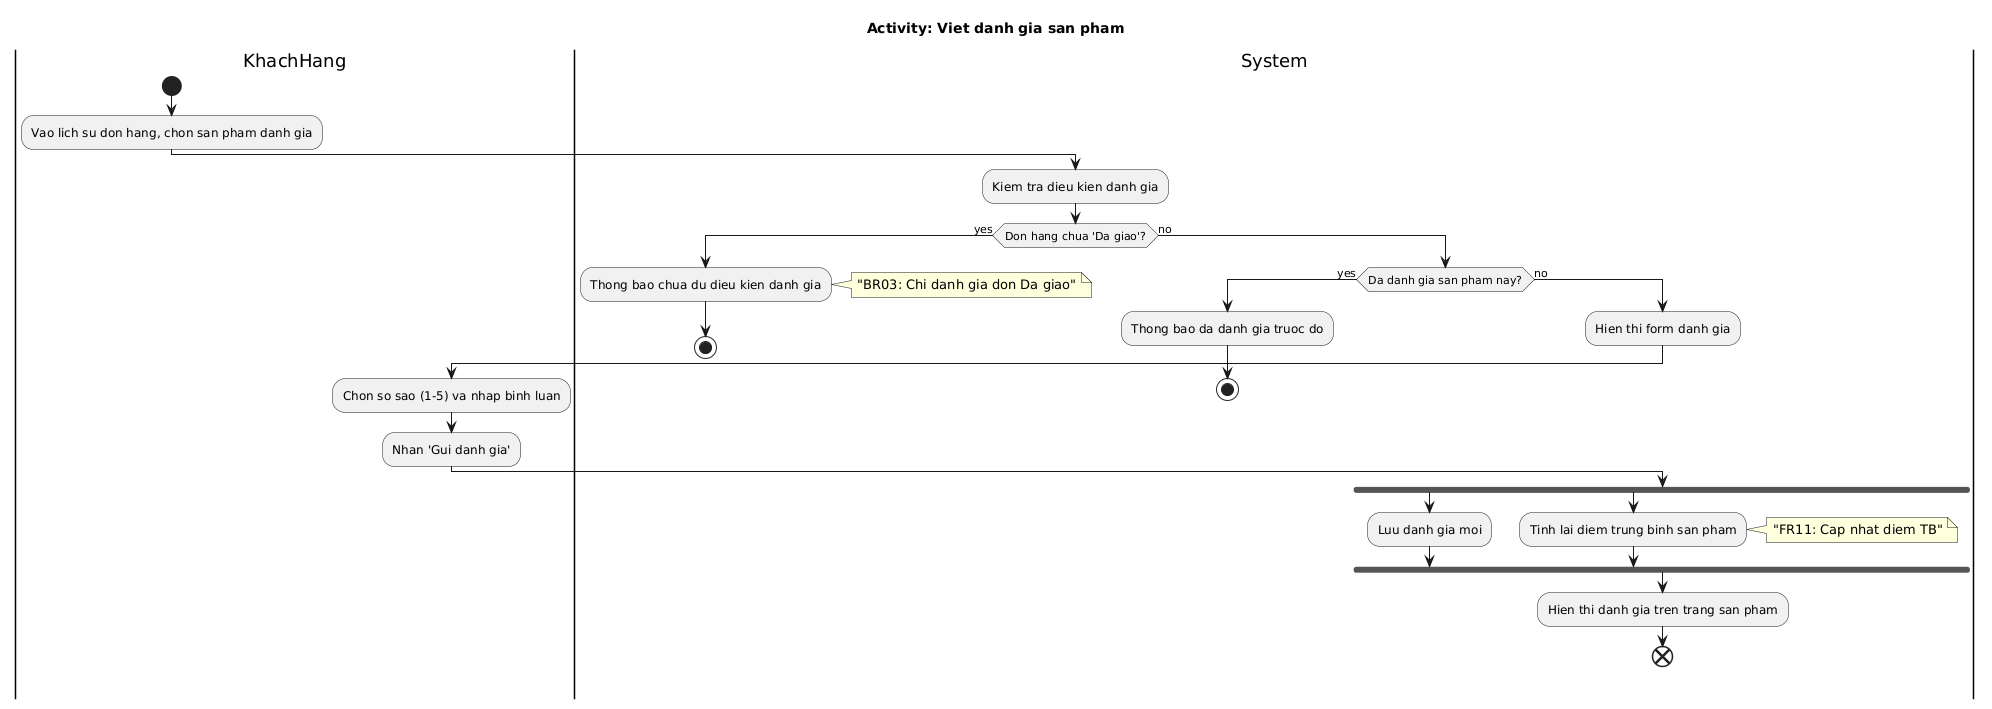 Activity: Viet danh gia san pham
KhachHang
System
Vao lich su don hang, chon san pham danh gia
Kiem tra dieu kien danh gia
yes
Don hang chua 'Da giao'?
no
Thong bao chua du dieu kien danh gia
"BR03: Chi danh gia don Da giao"
yes
Da danh gia san pham nay?
no
Thong bao da danh gia truoc do
Hien thi form danh gia
Chon so sao (1-5) va nhap binh luan
Nhan 'Gui danh gia'
Luu danh gia moi
Tinh lai diem trung binh san pham
"FR11: Cap nhat diem TB"
Hien thi danh gia tren trang san pham